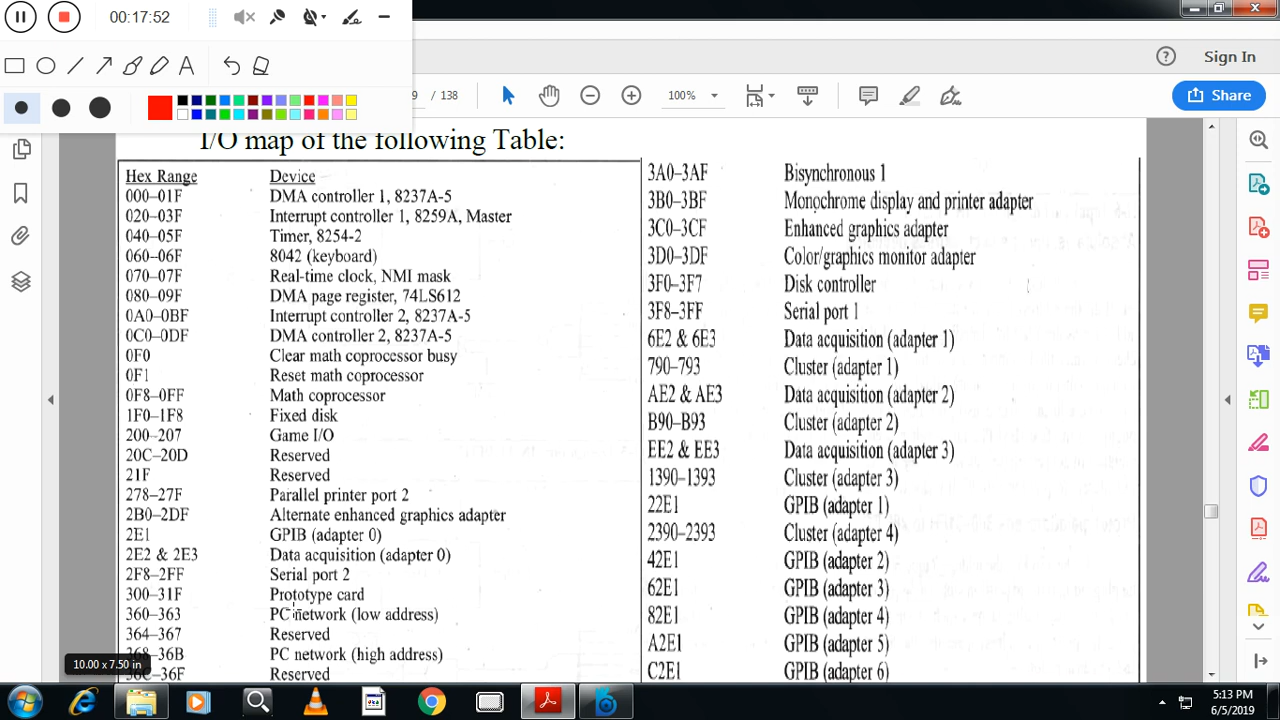 00:17:52
A
Sign In
9 / 138
100%
Share
I/O map of the following Table:
Hex Range Device
000–01F DMA controller 1, 8237A-5
020–03F Interrupt controller 1, 8259A, Master
040–05F Timer, 8254-2
060–06F 8042 (keyboard)
070–07F Real-time clock, NMI mask
080–09F DMA page register, 74LS612
0A0–0BF Interrupt controller 2, 8237A-5
0C0–0DF DMA controller 2, 8237A-5
0F0 Clear math coprocessor busy
0F1 Reset math coprocessor
0F8–0FF Math coprocessor
1F0–1F8 Fixed disk
200–207 Game I/O
20C–20D Reserved
21F Reserved
278–27F Parallel printer port 2
2B0–2DF Alternate enhanced graphics adapter
2E1 GPIB (adapter 0)
2E2 & 2E3 Data acquisition (adapter 0)
2F8–2FF Serial port 2
300–31F Prototype card
360–363 PC network (low address)
364–367 Reserved
368–36B PC network (high address)
36C–36F Reserved
3A0–3AF Bisynchronous 1
3B0–3BF Monochrome display and printer adapter
3C0–3CF Enhanced graphics adapter
3D0–3DF Color/graphics monitor adapter
3F0–3F7 Disk controller
3F8–3FF Serial port 1
6E2 & 6E3 Data acquisition (adapter 1)
790–793 Cluster (adapter 1)
AE2 & AE3 Data acquisition (adapter 2)
B90–B93 Cluster (adapter 2)
EE2 & EE3 Data acquisition (adapter 3)
1390–1393 Cluster (adapter 3)
22E1 GPIB (adapter 1)
2390–2393 Cluster (adapter 4)
42E1 GPIB (adapter 2)
62E1 GPIB (adapter 3)
82E1 GPIB (adapter 4)
A2E1 GPIB (adapter 5)
C2E1 GPIB (adapter 6)
10.00 x 7.50 in
5:13 PM
6/5/2019